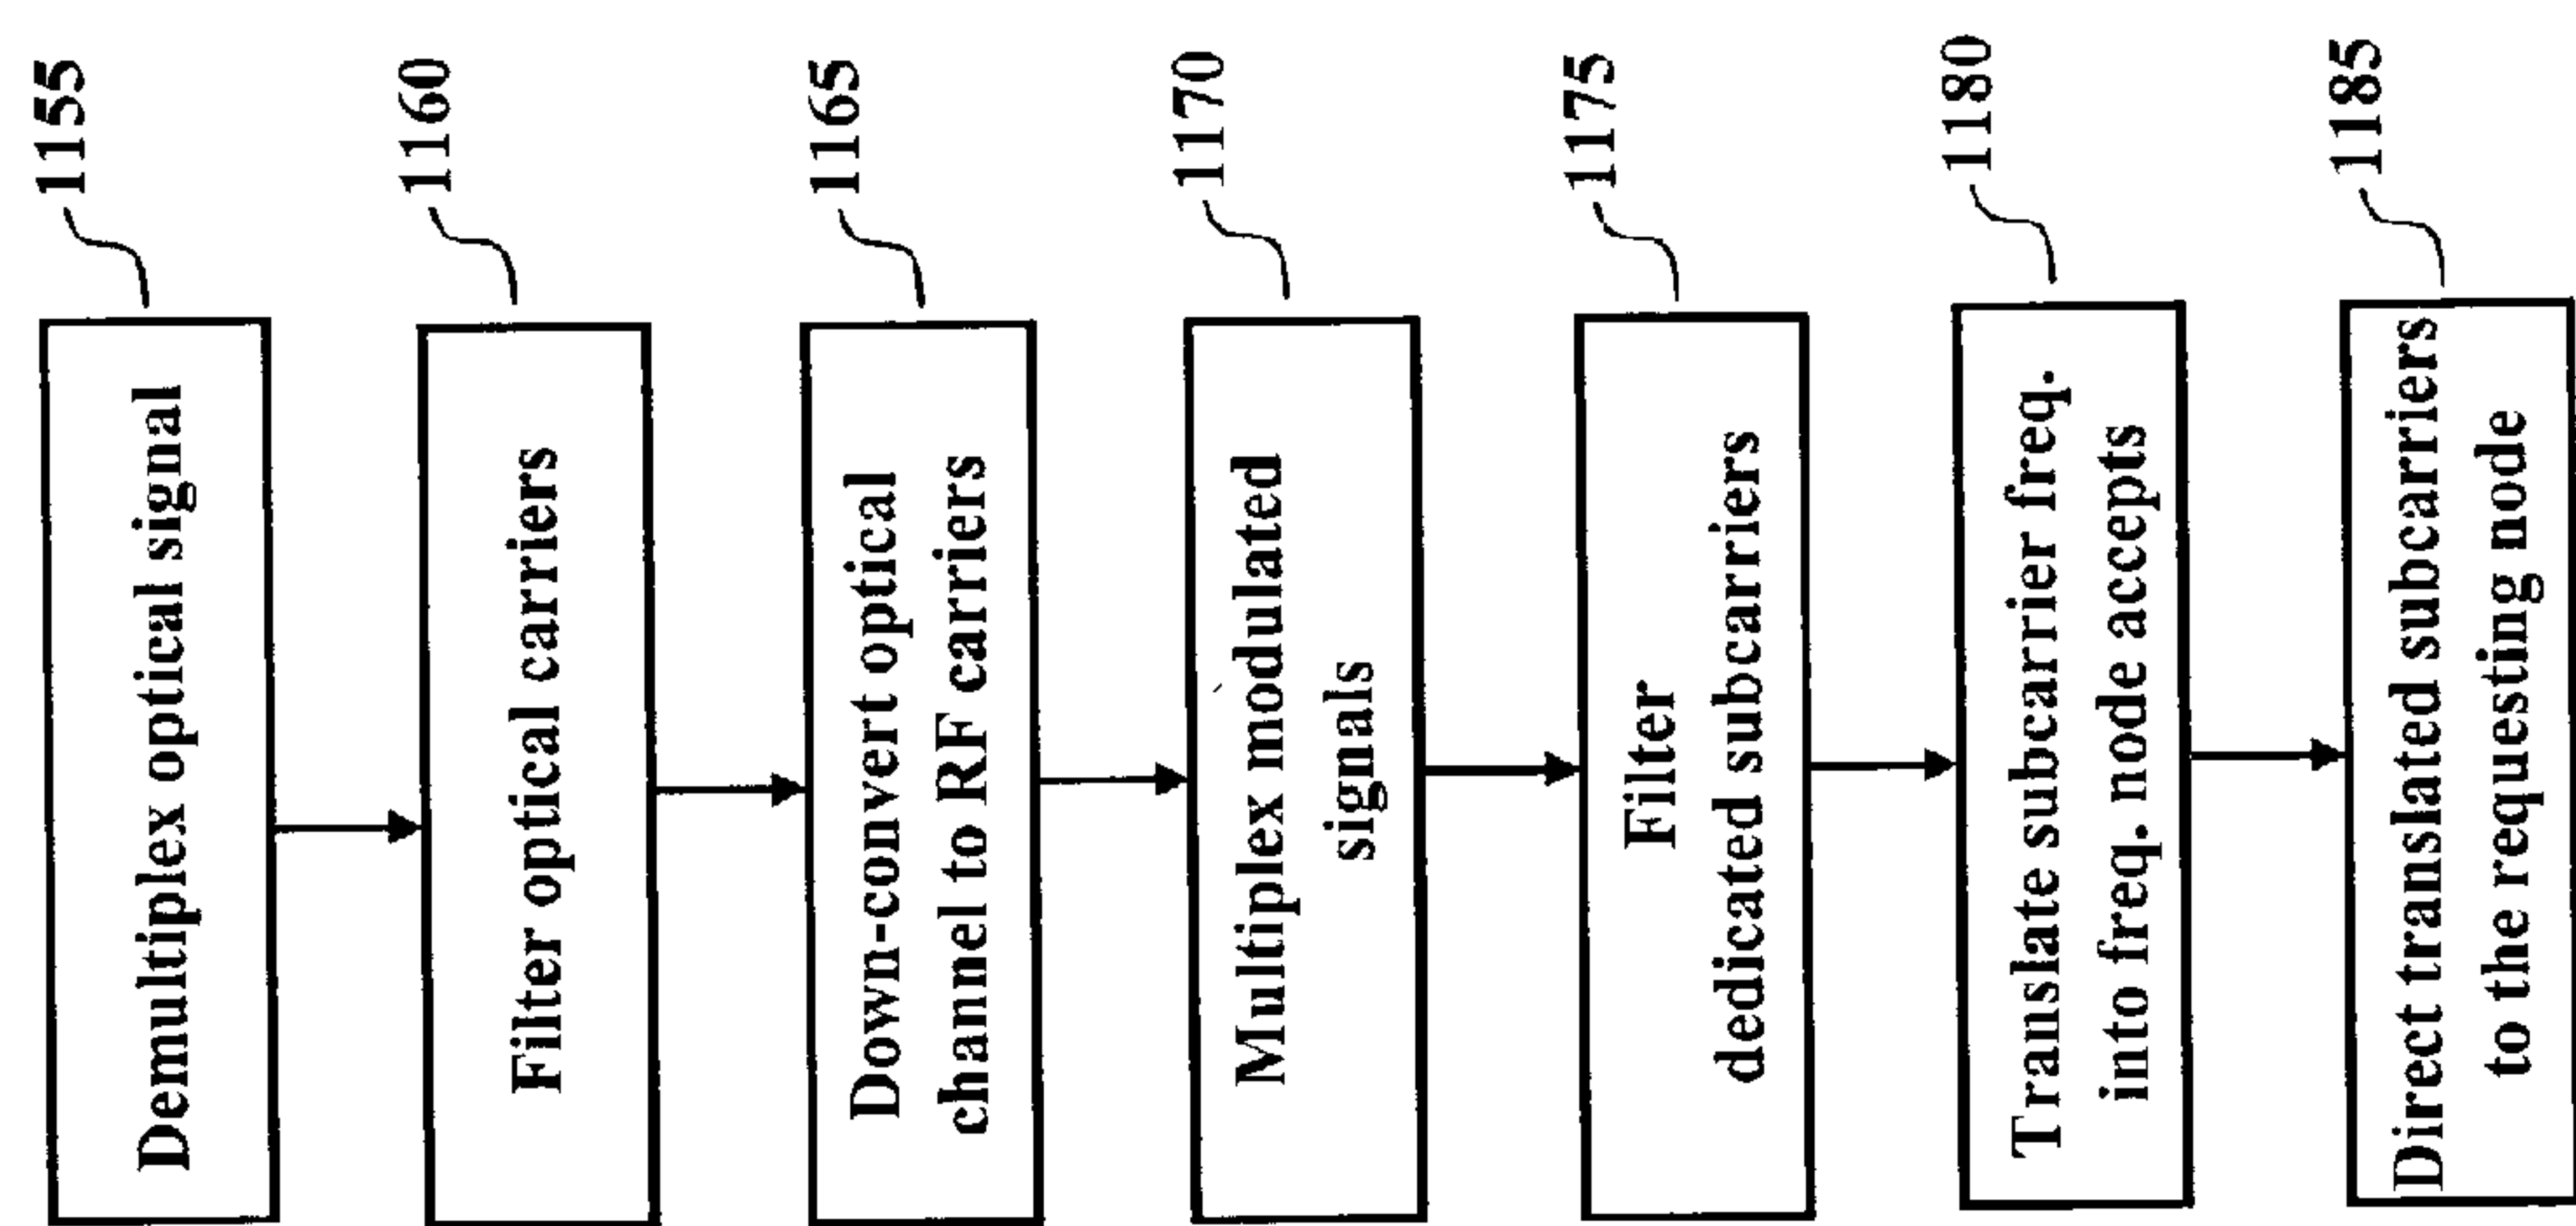 1155
Demultiplex optical signal
1160
Filter optical carriers
1165
Down-convert optical
channel to RF carriers
1170
Multiplex modulated
signals
1175
Filter
dedicated subcarriers
1180
Translate subcarrier freq.
into freq. node accepts
1185
Direct translated subcarriers
to the requesting node